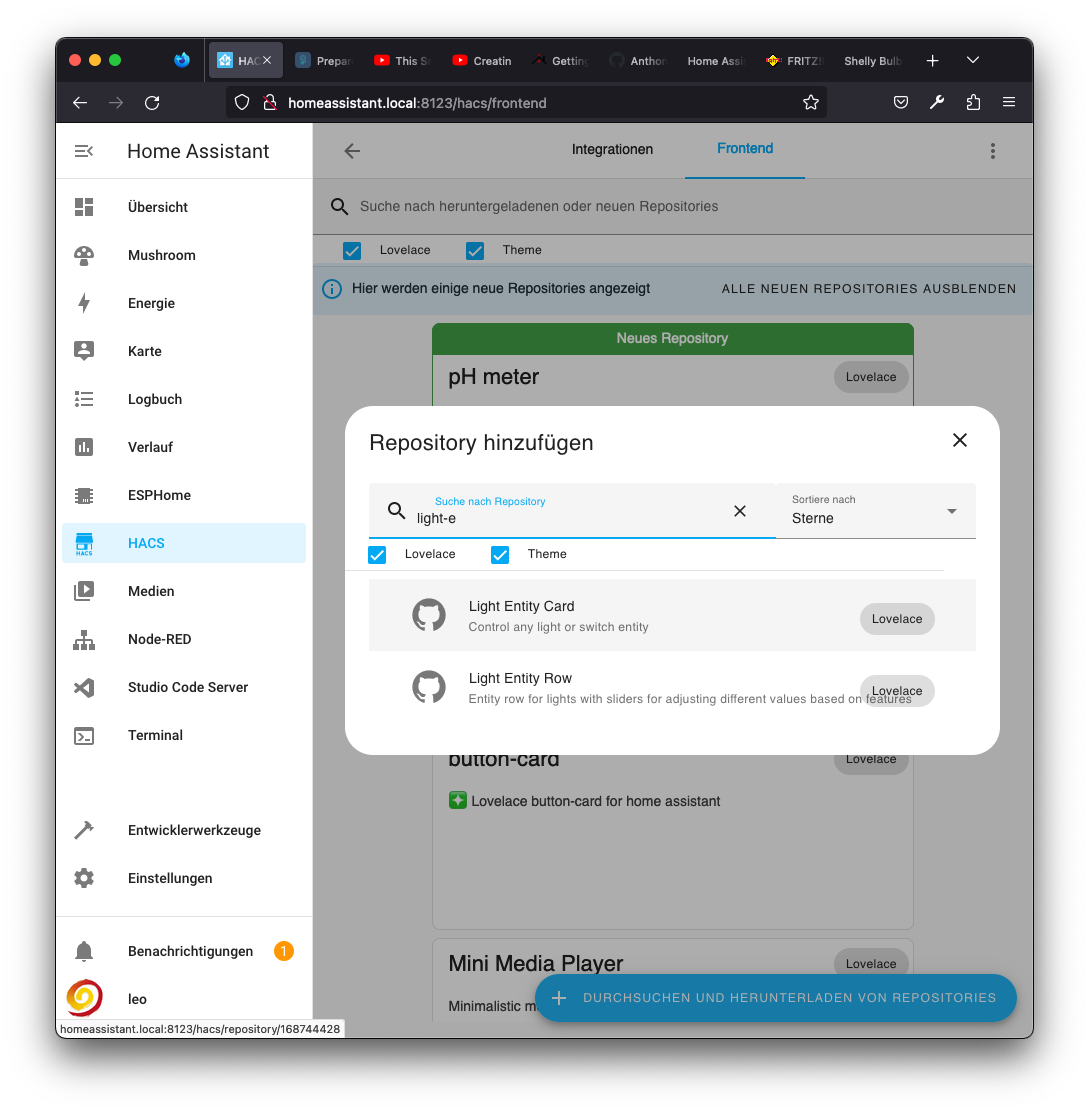 HAC
Prepar
This S
Creatin
Getting
Anthon
Home Assi
FRITZ!
Shelly Bulb
homeassistant.local:8123/hacs/frontend
Home Assistant
Integrationen
Frontend
Übersicht
Suche nach heruntergeladenen oder neuen Repositories
Mushroom
Lovelace
Theme
Energie
Hier werden einige neue Repositories angezeigt
ALLE NEUEN REPOSITORIES AUSBLENDEN
Karte
Neues Repository
pH meter
Lovelace
Logbuch
Verlauf
ESPHome
HACS
HACS
Medien
Node-RED
Studio Code Server
Terminal
Repository hinzufügen
Suche nach Repository
light-e
Sortiere nach
Sterne
Lovelace
Theme
Light Entity Card
Control any light or switch entity
Lovelace
Light Entity Row
Entity row for lights with sliders for adjusting different values based on features
Lovelace
button-card
Lovelace
Lovelace button-card for home assistant
Entwicklerwerkzeuge
Einstellungen
Benachrichtigungen
1
Mini Media Player
Lovelace
leo
Minimalistic m
DURCHSUCHEN UND HERUNTERLADEN VON REPOSITORIES
homeassistant.local:8123/hacs/repository/168744428